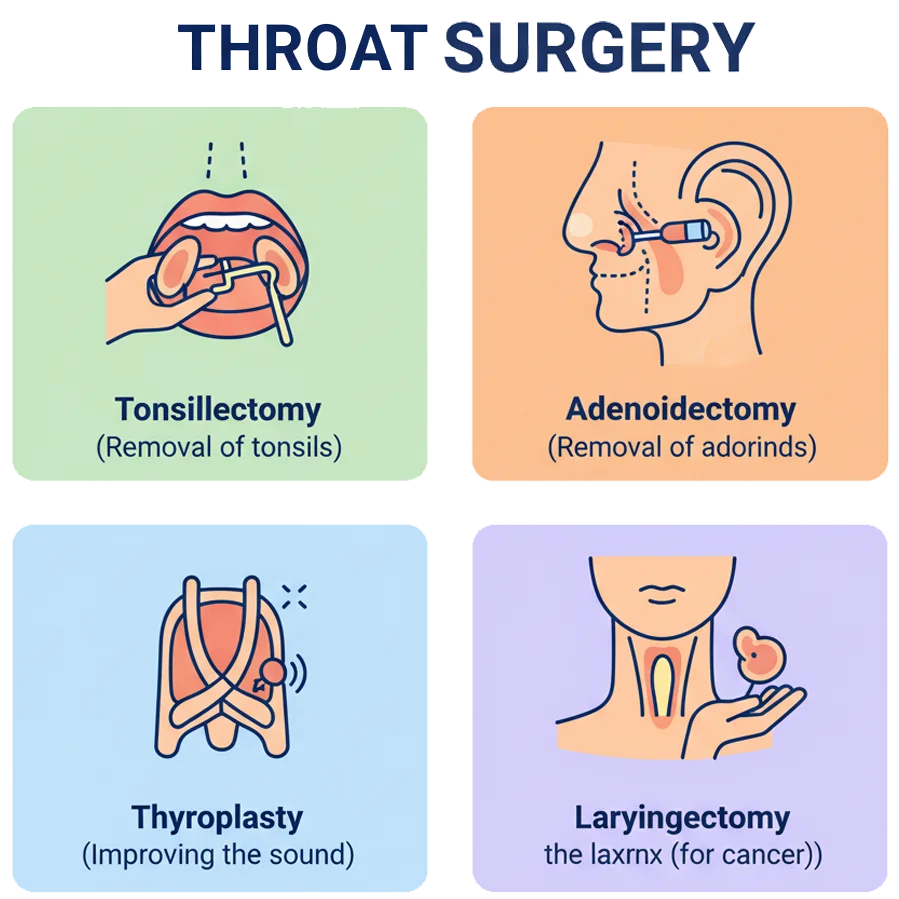 THROAT SURGERY
Tonsillectomy
(Removal of tonsils)
Adenoidectomy
(Removal of adorinds)
Thyroplasty
(Improving the sound)
Laryingectomy
the laxrnx (for cancer))